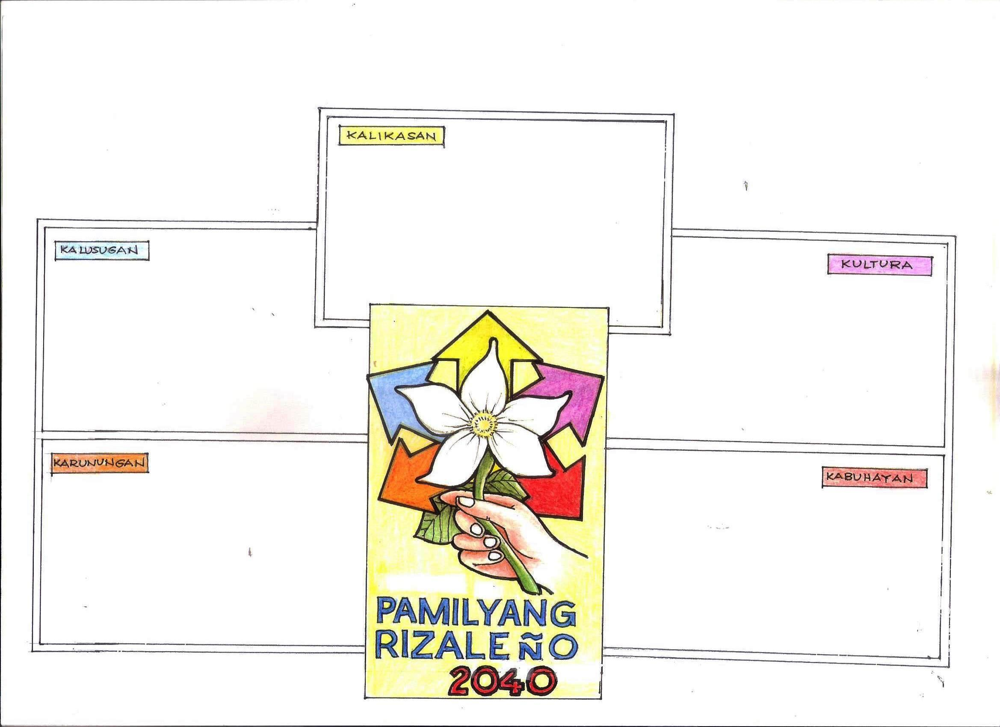 KALIKASAN
KALUSUGAN
KULTURA
KARUNUNGAN
KABUHAYAN
PAMILYANG
RIZALEÑO
2040